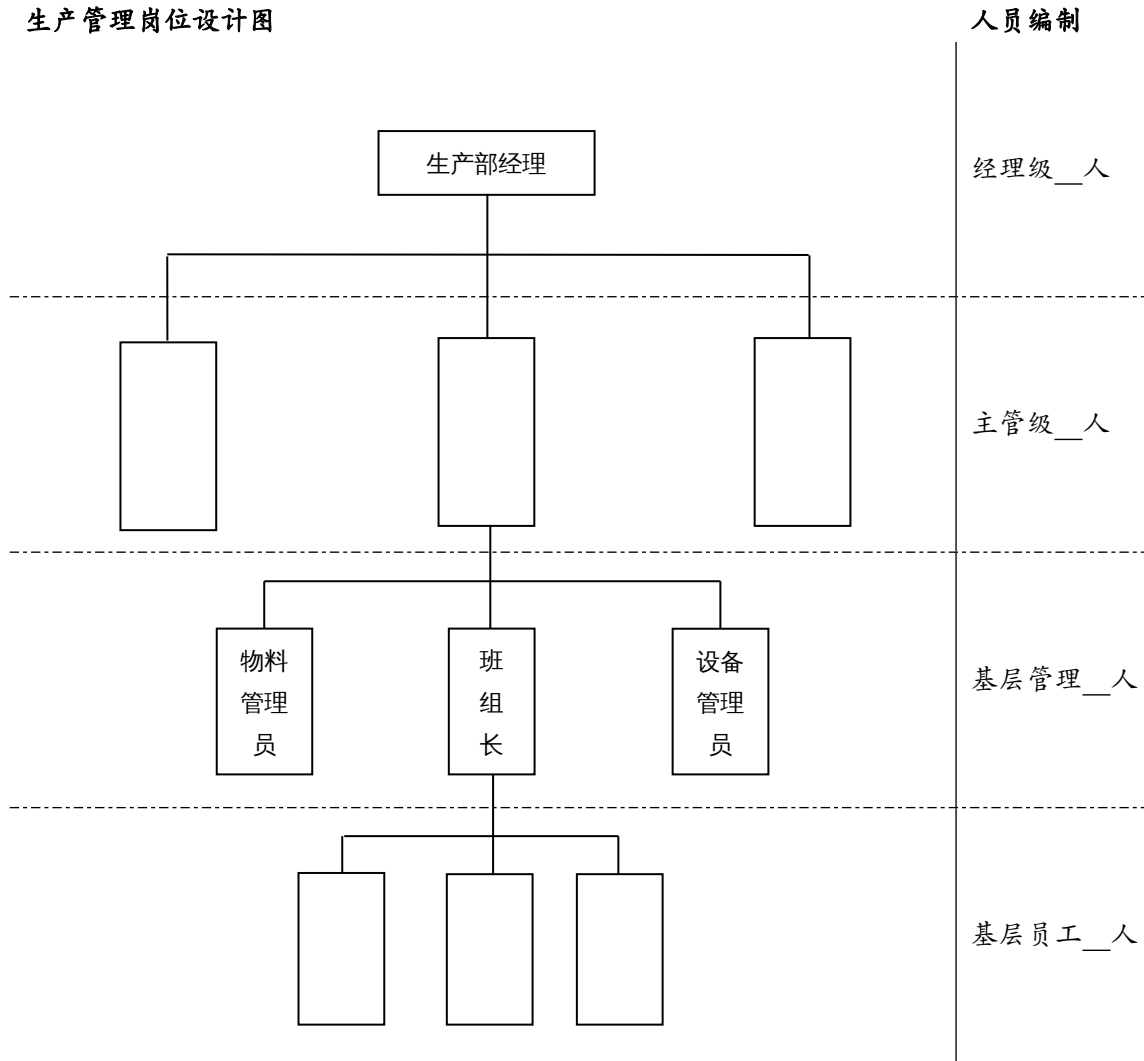 生产管理岗位设计图
人员编制
生产部经理
经理级__人
主管级__人
物料
管理
员
班
组
长
设备
管理
员
基层管理__人
基层员工__人